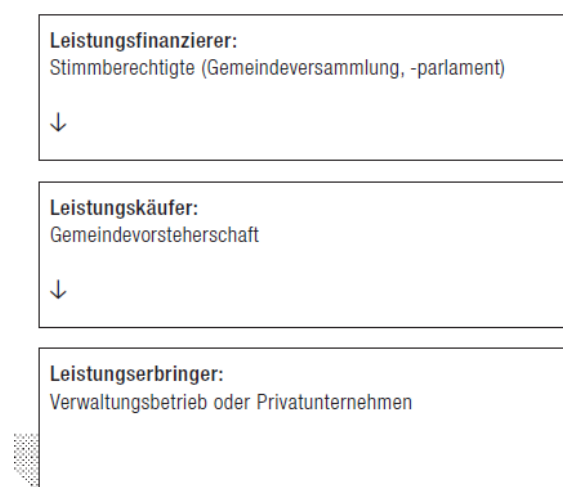 Leistungsfinanzierer:
Stimmberechtigte (Gemeindeversammlung, -parlament)
↓
Leistungskäufer:
Gemeindevorsteherschaft
↓
Leistungserbringer:
Verwaltungsbetrieb oder Privatunternehmen